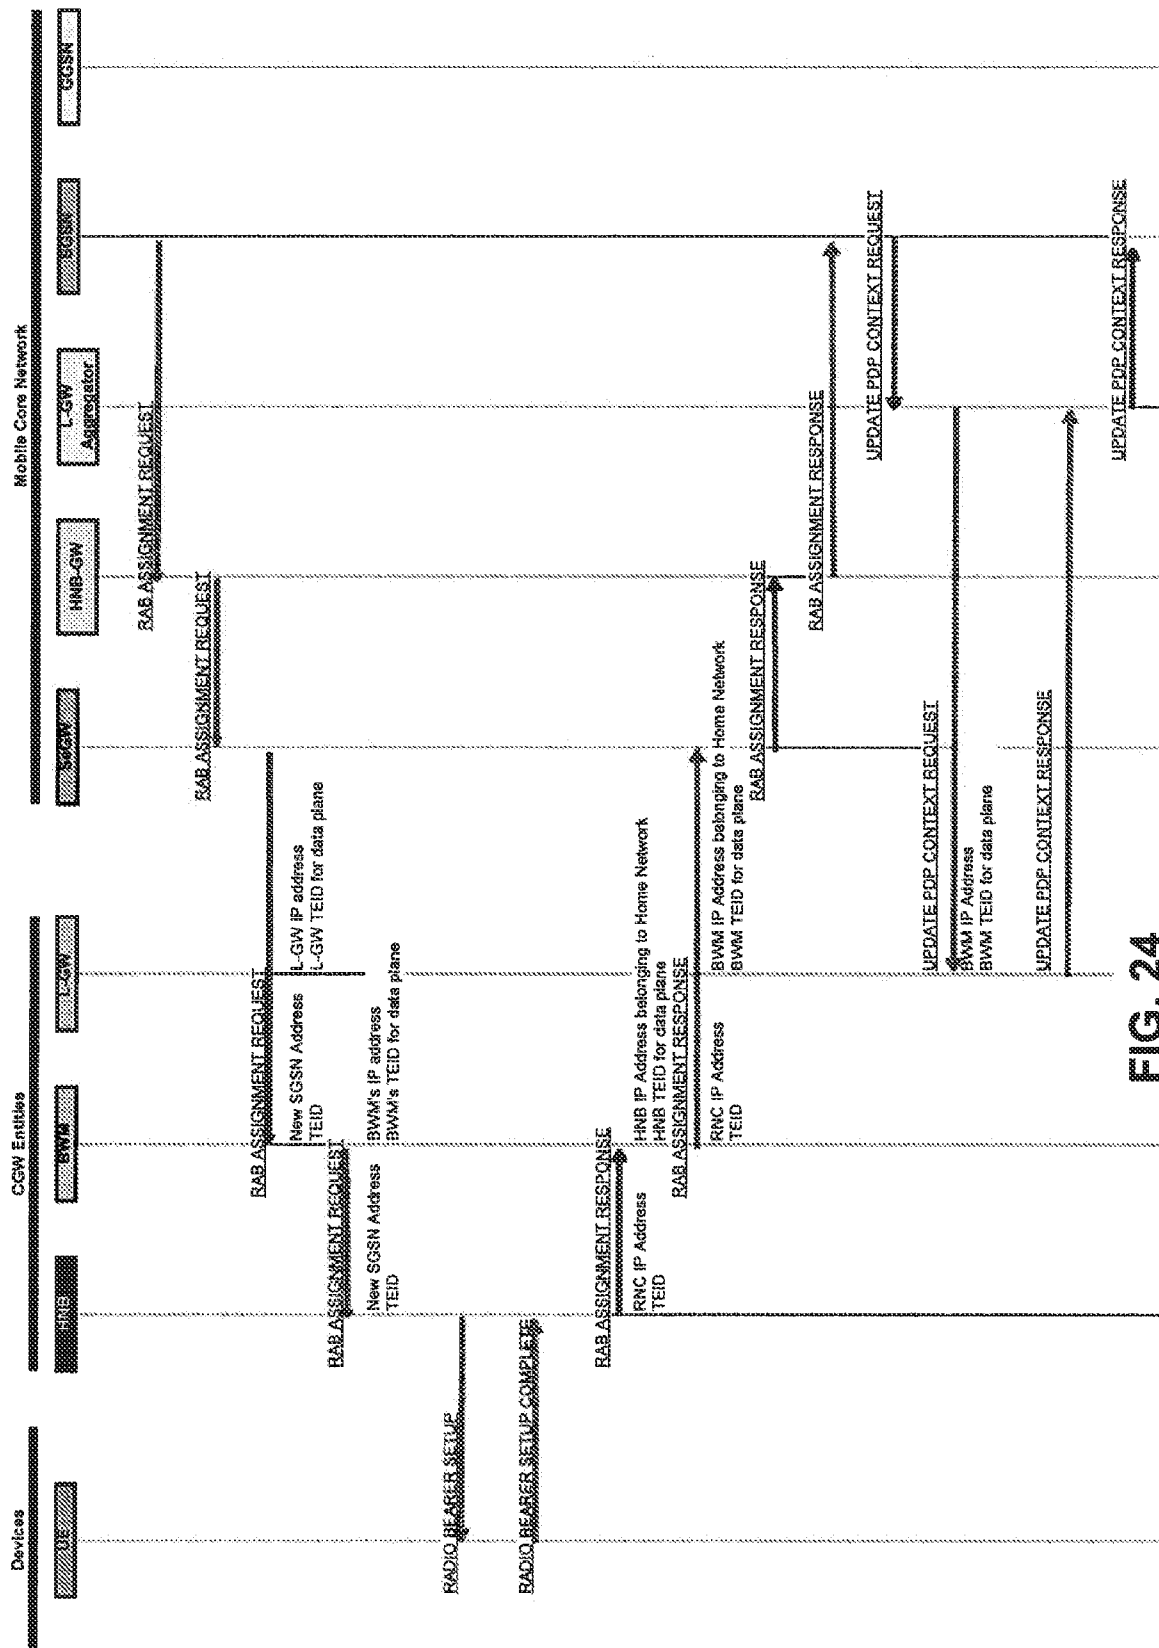 Devices
CGW Entities
Mobile Core Network
UE
HNB
BWM
L-GW
SeGW
HNB-GW
L-GW
Aggregator
SGSN
GGSN
RAB ASSIGNMENT REQUEST
RAB ASSIGNMENT REQUEST
RAB ASSIGNMENT REQUEST
New SGSN Address
TEID
L-GW IP address
L-GW TEID for data plane
RAB ASSIGNMENT REQUEST
New SGSN Address
TEID
BWM's IP address
BWM's TEID for data plane
RADIO BEARER SETUP
RADIO BEARER SETUP COMPLETE
RAB ASSIGNMENT RESPONSE
RNC IP Address
TEID
HNB IP Address belonging to Home Network
HNB TEID for data plane
RAB ASSIGNMENT RESPONSE
RNC IP Address
TEID
BWM IP Address belonging to Home Network
BWM TEID for data plane
RAB ASSIGNMENT RESPONSE
RAB ASSIGNMENT RESPONSE
UPDATE PDP CONTEXT REQUEST
UPDATE PDP CONTEXT REQUEST
BWM IP Address
BWM TEID for data plane
UPDATE PDP CONTEXT RESPONSE
UPDATE PDP CONTEXT RESPONSE
FIG. 24